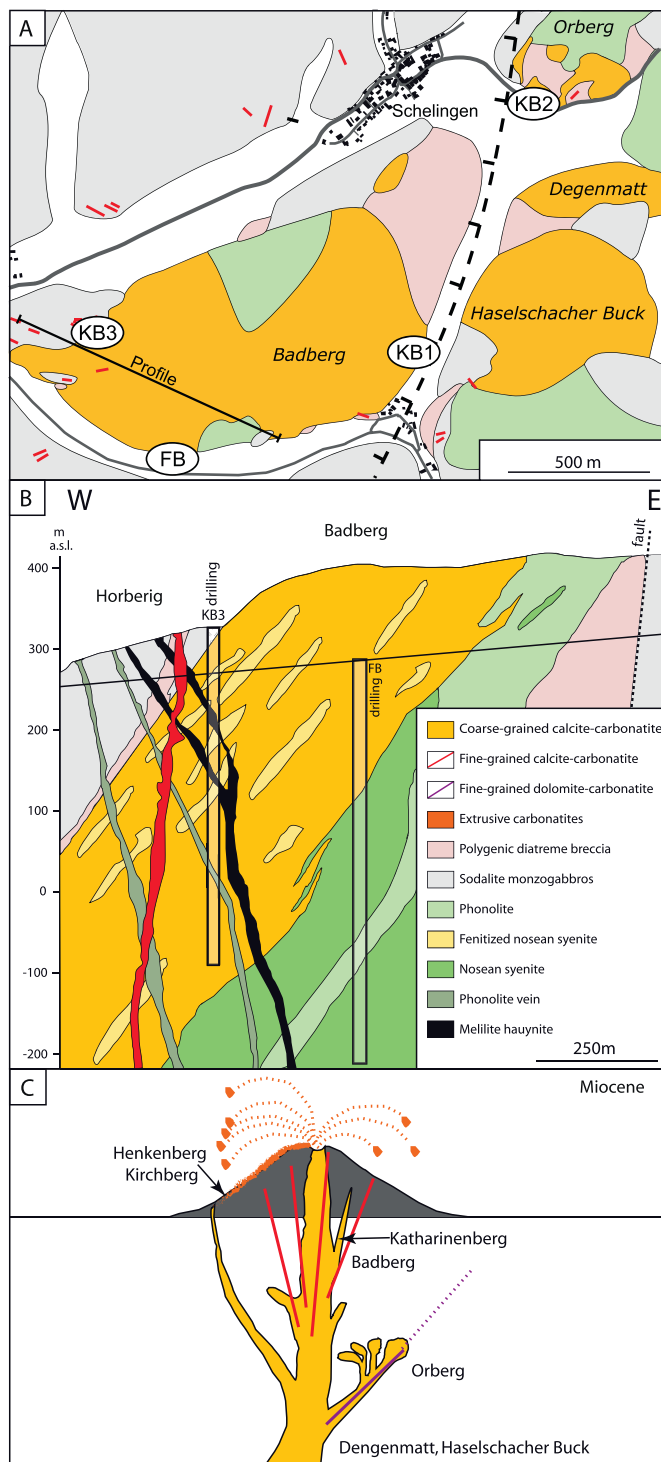 A
Orberg
KB2
Schelingen
Degenmatt
Haselschacher Buck
KB3
Profile
Badberg
KB1
FB
500 m
B
W
E
Badberg
m
a.s.l.
fault
400
Horberig
KB3
drilling
300
FB
drilling
200
100
0
-100
-200
Coarse-grained calcite-carbonatite
Fine-grained calcite-carbonatite
Fine-grained dolomite-carbonatite
Extrusive carbonatites
Polygenic diatreme breccia
Sodalite monzogabbros
Phonolite
Fenitized nosean syenite
Nosean syenite
Phonolite vein
Melilite hauynite
250m
C
Miocene
Henkenberg
Kirchberg
Katharinenberg
Badberg
Orberg
Dengenmatt, Haselschacher Buck